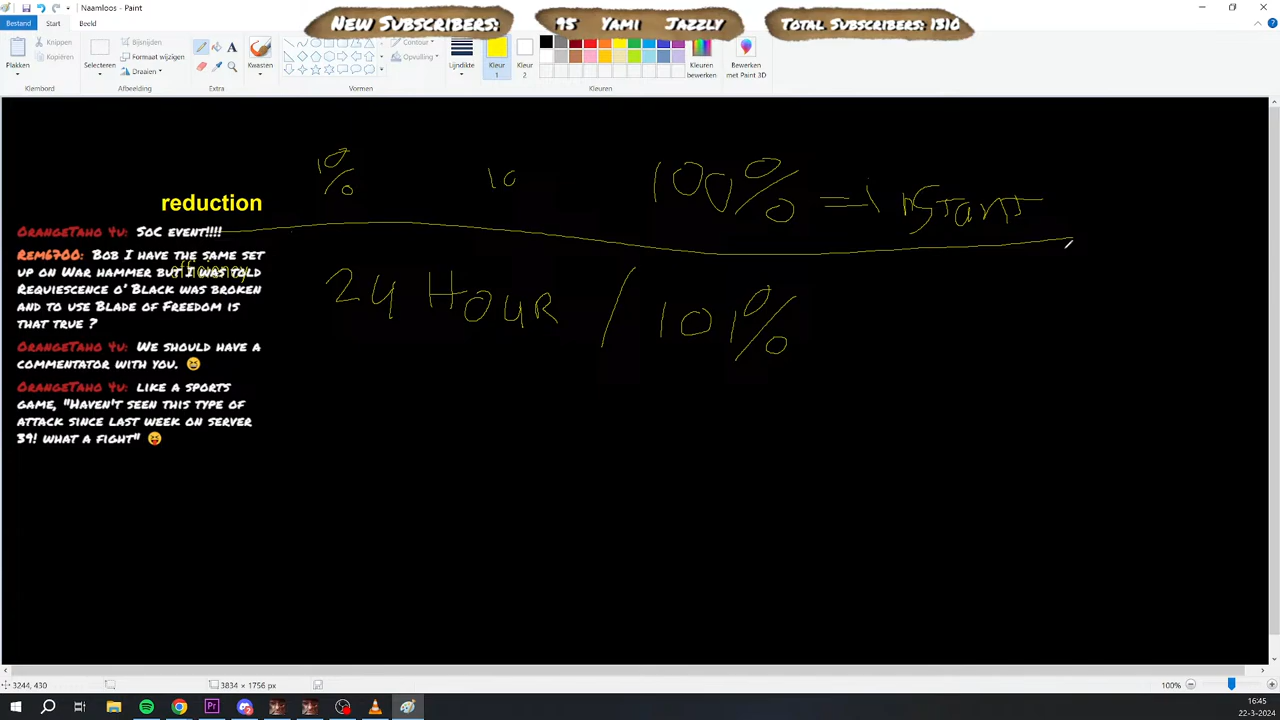 Naamloos - Paint
NEW SUBSCRIBERS:
95 YAMI JAZZLY
TOTAL SUBSCRIBERS: 1310
Bestand Start Beeld
Plakken
Knippen
Kopiëren
Klembord
Selecteren
Bijsnijden
Formaat wijzigen
Draaien
Afbeelding
A
Extra
Kwasten
Contour
Opvulling
Vormen
Lijndikte
Kleur 1
Kleur 2
Kleuren bewerken
Kleuren
Bewerken met Paint 3D
10% 10 100% = instant
reduction
ORANGETAHO 4U: SOC EVENT!!!!
REM6700: BOB I HAVE THE SAME SET
UP ON WAR HAMMER BUT I WAS TOLD
efficiency
REQUIESCENCE O' BLACK WAS BROKEN
AND TO USE BLADE OF FREEDOM IS
THAT TRUE ?
24 HOUR / 101%
ORANGETAHO 4U: WE SHOULD HAVE A
COMMENTATOR WITH YOU.
ORANGETAHO 4U: LIKE A SPORTS
GAME, "HAVEN'T SEEN THIS TYPE OF
ATTACK SINCE LAST WEEK ON SERVER
39! WHAT A FIGHT"
3244, 430
3834 × 1756 px
100%
16:45
22-3-2024